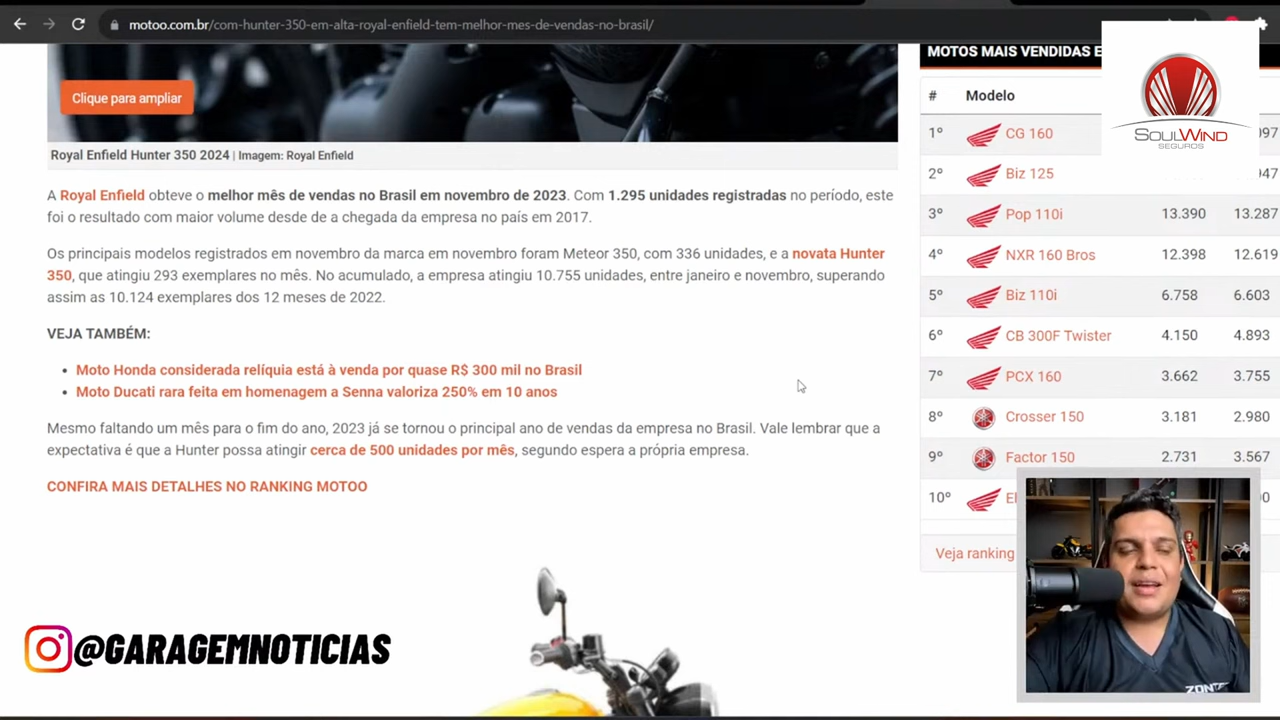 motoo.com.br/com-hunter-350-em-alta-royal-enfield-tem-melhor-mes-de-vendas-no-brasil/
Clique para ampliar
Royal Enfield Hunter 350 2024 | Imagem: Royal Enfield
A Royal Enfield obteve o melhor mês de vendas no Brasil em novembro de 2023. Com 1.295 unidades registradas no período, este
foi o resultado com maior volume desde de a chegada da empresa no país em 2017.
Os principais modelos registrados em novembro da marca em novembro foram Meteor 350, com 336 unidades, e a novata Hunter
350, que atingiu 293 exemplares no mês. No acumulado, a empresa atingiu 10.755 unidades, entre janeiro e novembro, superando
assim as 10.124 exemplares dos 12 meses de 2022.
VEJA TAMBÉM:
• Moto Honda considerada relíquia está à venda por quase R$ 300 mil no Brasil
• Moto Ducati rara feita em homenagem a Senna valoriza 250% em 10 anos
Mesmo faltando um mês para o fim do ano, 2023 já se tornou o principal ano de vendas da empresa no Brasil. Vale lembrar que a
expectativa é que a Hunter possa atingir cerca de 500 unidades por mês, segundo espera a própria empresa.
CONFIRA MAIS DETALHES NO RANKING MOTOO
@GARAGEMNOTICIAS
MOTOS MAIS VENDIDAS
SOULWIND
SEGUROS
# Modelo
1º CG 160
2º Biz 125
3º Pop 110i 13.390 13.287
4º NXR 160 Bros 12.398 12.619
5º Biz 110i 6.758 6.603
6º CB 300F Twister 4.150 4.893
7º PCX 160 3.662 3.755
8º Crosser 150 3.181 2.980
9º Factor 150 2.731 3.567
10º
Veja ranking